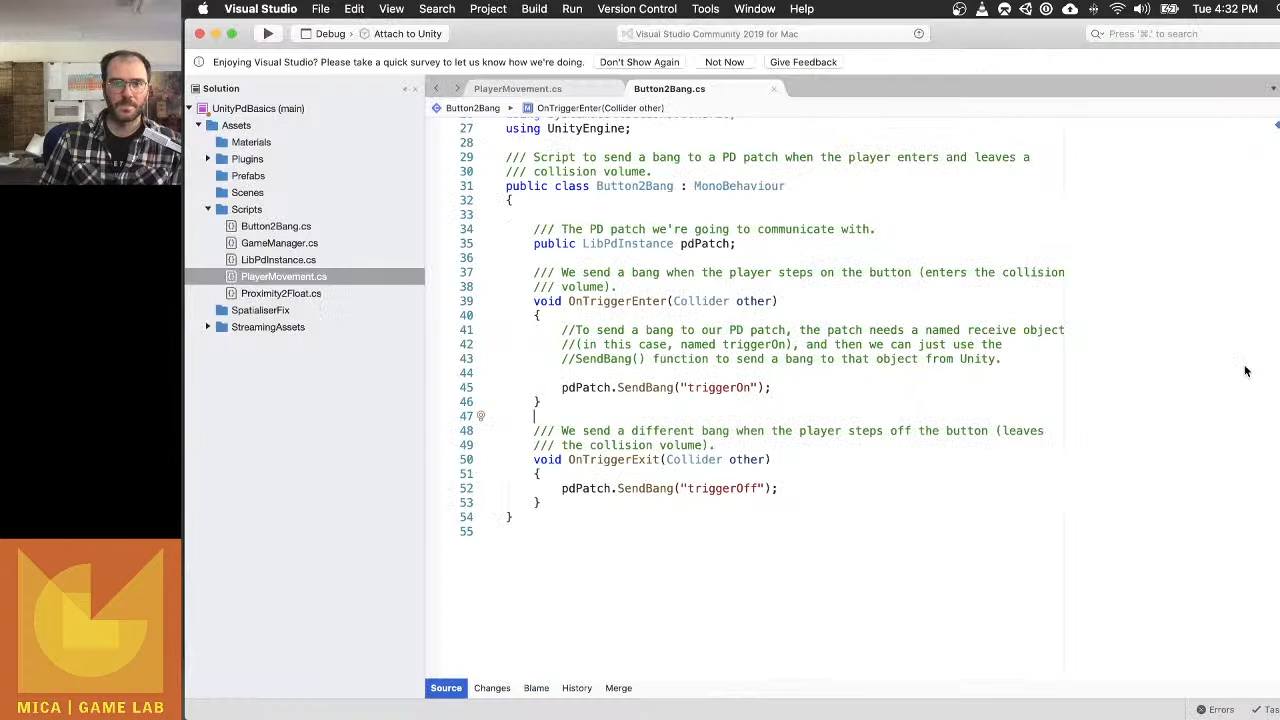 Visual Studio File Edit View Search Project Build Run Version Control Tools Window Help Tue 4:32 PM
Debug > Attach to Unity
Visual Studio Community 2019 for Mac
Press '⌘.' to search
Enjoying Visual Studio? Please take a quick survey to let us know how we're doing. Don't Show Again Not Now Give Feedback
Solution
UnityPdBasics (main)
Assets
Materials
Plugins
Prefabs
Scenes
Scripts
Button2Bang.cs
GameManager.cs
LibPdInstance.cs
PlayerMovement.cs
Proximity2Float.cs
SpatialiserFix
StreamingAssets
PlayerMovement.cs Button2Bang.cs
Button2Bang OnTriggerEnter(Collider other)
27 using UnityEngine;
28
29 /// Script to send a bang to a PD patch when the player enters and leaves a
30 /// collision volume.
31 public class Button2Bang : MonoBehaviour
32 {
33
34 /// The PD patch we're going to communicate with.
35 public LibPdInstance pdPatch;
36
37 /// We send a bang when the player steps on the button (enters the collision
38 /// volume).
39 void OnTriggerEnter(Collider other)
40 {
41 //To send a bang to our PD patch, the patch needs a named receive object
42 //(in this case, named triggerOn), and then we can just use the
43 //SendBang() function to send a bang to that object from Unity.
44
45 pdPatch.SendBang("triggerOn");
46 }
47
48 /// We send a different bang when the player steps off the button (leaves
49 /// the collision volume).
50 void OnTriggerExit(Collider other)
51 {
52 pdPatch.SendBang("triggerOff");
53 }
54 }
55
Source Changes Blame History Merge
Errors Tas
MICA | GAME LAB